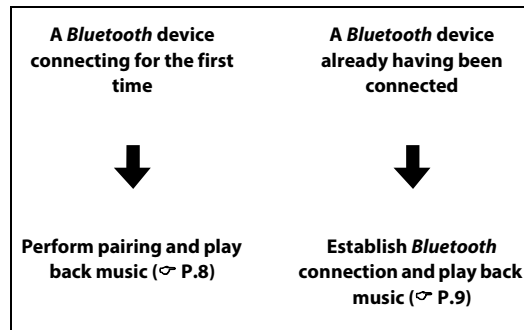 A Bluetooth device
connecting for the first
time
Perform pairing and play
back music (☞ P.8)
A Bluetooth device
already having been
connected
Establish Bluetooth
connection and play back
music (☞ P.9)